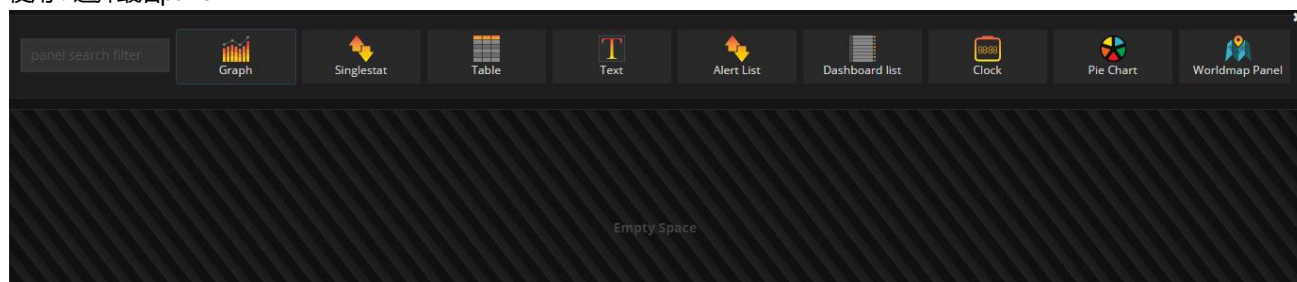 panel search filter
Graph
Singlestat
Table
Text
Alert List
Dashboard list
Clock
Pie Chart
Worldmap Panel
Empty Space